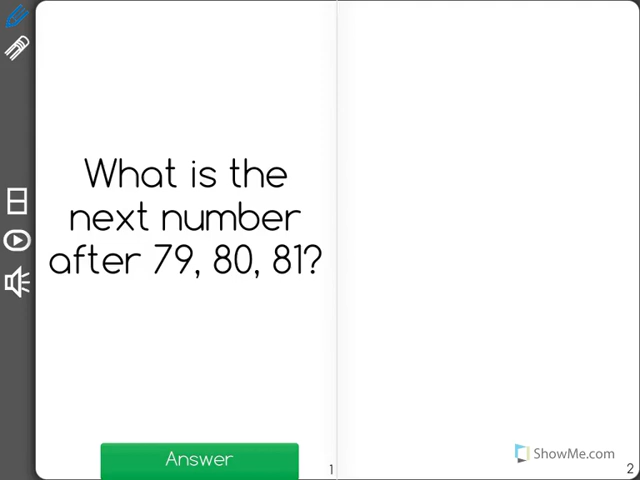 What is the
next number
after 79, 80, 81?
Answer
1
ShowMe.com
2